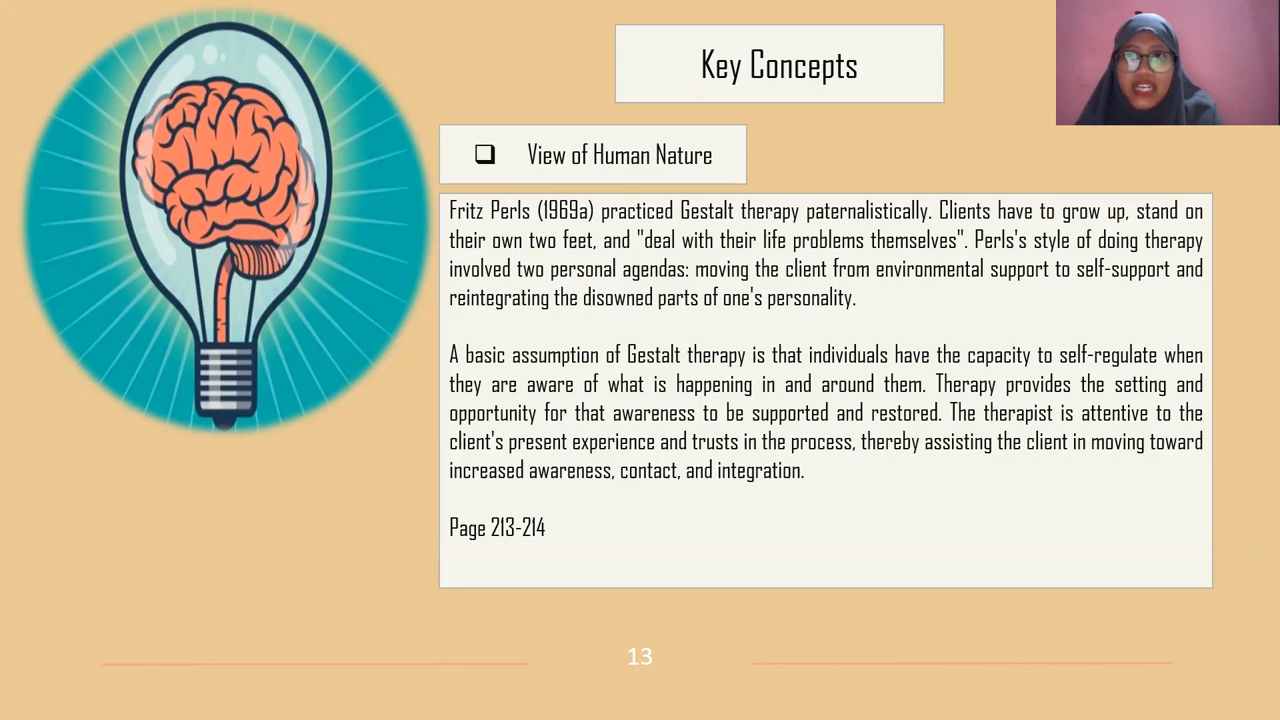 Key Concepts
❑ View of Human Nature
Fritz Perls (1969a) practiced Gestalt therapy paternalistically. Clients have to grow up, stand on
their own two feet, and "deal with their life problems themselves". Perls's style of doing therapy
involved two personal agendas: moving the client from environmental support to self-support and
reintegrating the disowned parts of one's personality.
A basic assumption of Gestalt therapy is that individuals have the capacity to self-regulate when
they are aware of what is happening in and around them. Therapy provides the setting and
opportunity for that awareness to be supported and restored. The therapist is attentive to the
client's present experience and trusts in the process, thereby assisting the client in moving toward
increased awareness, contact, and integration.
Page 213-214
13